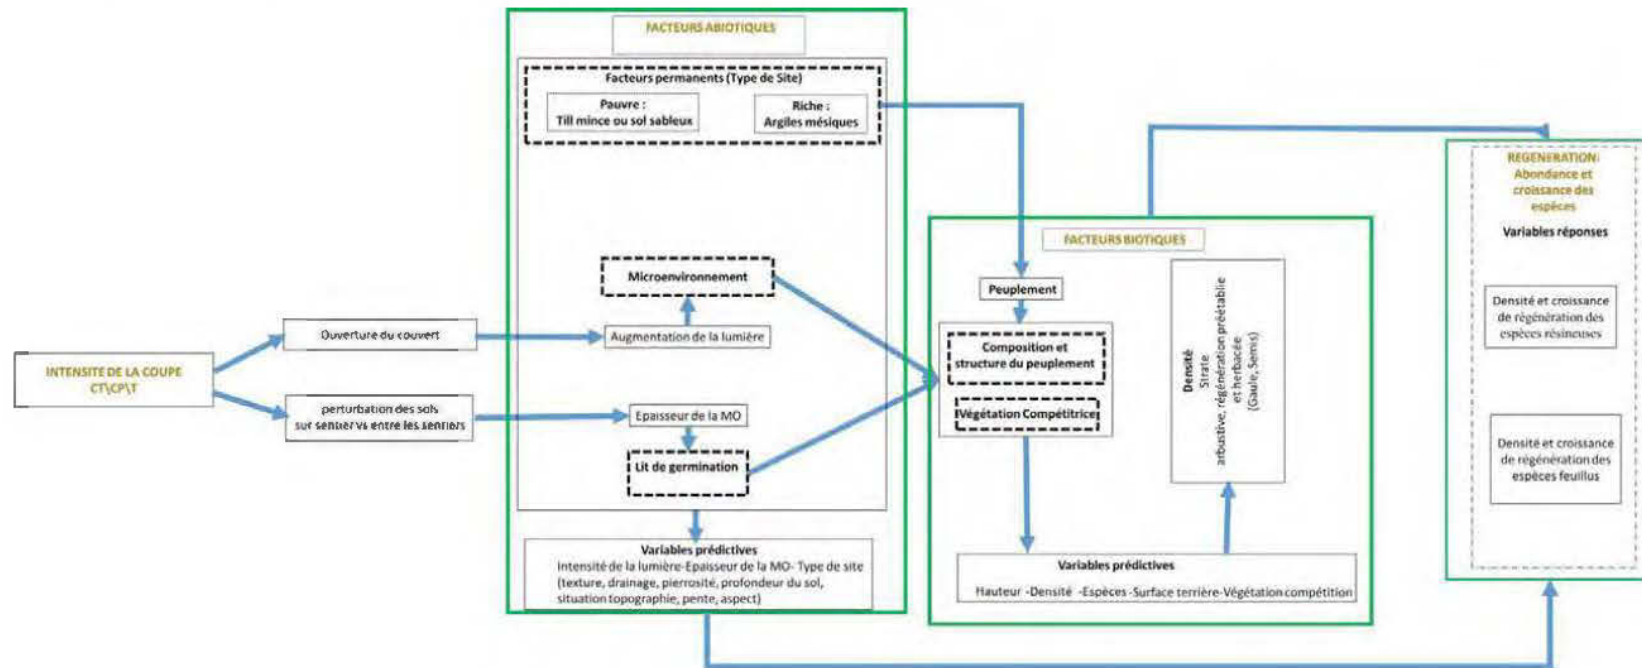 FACTEURS ABIOTIQUES
Facteurs permanents (Type de Site)
Pauvre :
Till mince ou sol sableux
Riche :
Argiles mésiques
Microenvironnement
Augmentation de la lumière
Ouverture du couvert
INTENSITE DE LA COUPE
CT\CP\T
perturbation des sols
sur sentier vs entre les sentiers
Epaisseur de la MO
Lit de germination
Variables prédictives
Intensité de la lumière-Epaisseur de la MO- Type de site
(texture, drainage, pierrosité, profondeur du sol,
situation topographie, pente, aspect)
FACTEURS BIOTIQUES
Peuplement
Composition et
structure du peuplement
Végétation Compétitrice
Densité
Strate
arbustive, régénération préétablie
et herbacée
(Gaule, Semis)
Variables prédictives
Hauteur -Densité -Espèces -Surface terrière-Végétation compétition
REGENERATION:
Abondance et
croissance des
espèces
Variables réponses
Densité et croissance
de régénération des
espèces résineuses
Densité et croissance
de régénération des
espèces feuillus